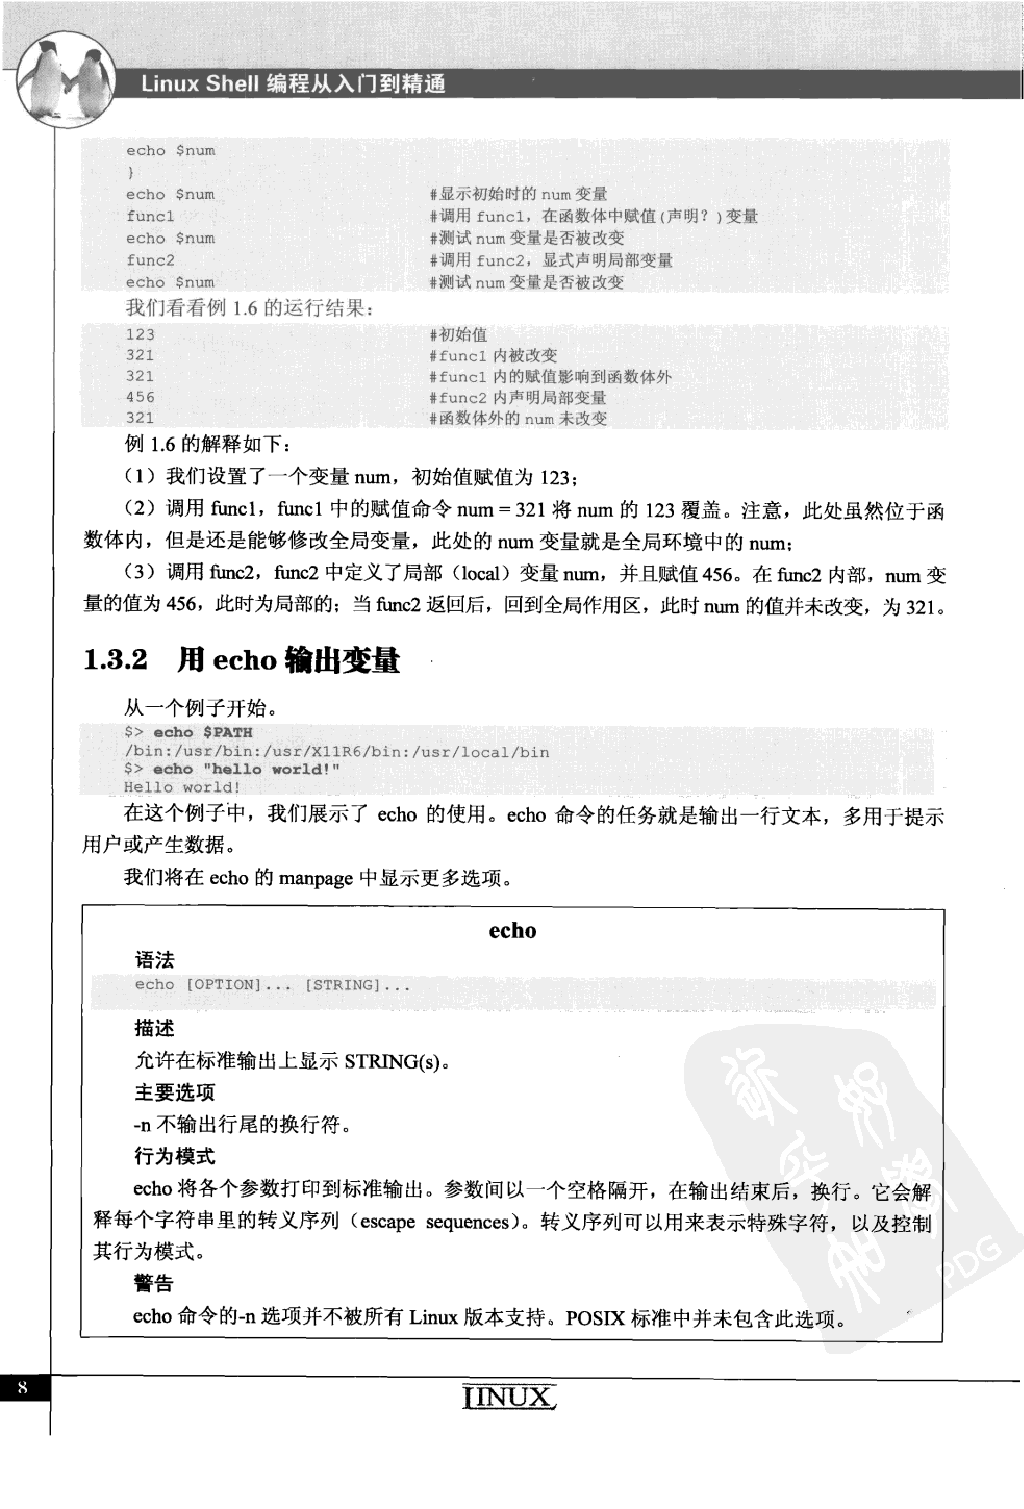 Linux Shell 编程从入门到精通
echo $num
}
echo $num #显示初始时的 num 变量
func1 #调用 func1，在函数体中赋值(声明？)变量
echo $num #测试 num 变量是否被改变
func2 #调用 func2，显式声明局部变量
echo $num #测试 num 变量是否被改变
我们看看例 1.6 的运行结果：
123 #初始值
321 #func1 内被改变
321 #func1 内的赋值影响到函数体外
456 #func2 内声明局部变量
321 #函数体外的 num 未改变
例 1.6 的解释如下：
（1）我们设置了一个变量 num，初始值赋值为 123；
（2）调用 func1，func1 中的赋值命令 num = 321 将 num 的 123 覆盖。注意，此处虽然位于函
数体内，但是还是能够修改全局变量，此处的 num 变量就是全局环境中的 num；
（3）调用 func2，func2 中定义了局部（local）变量 num，并且赋值 456。在 func2 内部，num 变
量的值为 456，此时为局部的；当 func2 返回后，回到全局作用区，此时 num 的值并未改变，为 321。
1.3.2 用 echo 输出变量
从一个例子开始。
$> echo $PATH
/bin:/usr/bin:/usr/X11R6/bin:/usr/local/bin
$> echo "hello world!"
Hello world!
在这个例子中，我们展示了 echo 的使用。echo 命令的任务就是输出一行文本，多用于提示
用户或产生数据。
我们将在 echo 的 manpage 中显示更多选项。
echo
语法
echo [OPTION]... [STRING]...
描述
允许在标准输出上显示 STRING(s)。
主要选项
-n 不输出行尾的换行符。
行为模式
echo 将各个参数打印到标准输出。参数间以一个空格隔开，在输出结束后，换行。它会解
释每个字符串里的转义序列（escape sequences）。转义序列可以用来表示特殊字符，以及控制
其行为模式。
警告
echo 命令的-n 选项并不被所有 Linux 版本支持。POSIX 标准中并未包含此选项。
PDG
8
LINUX